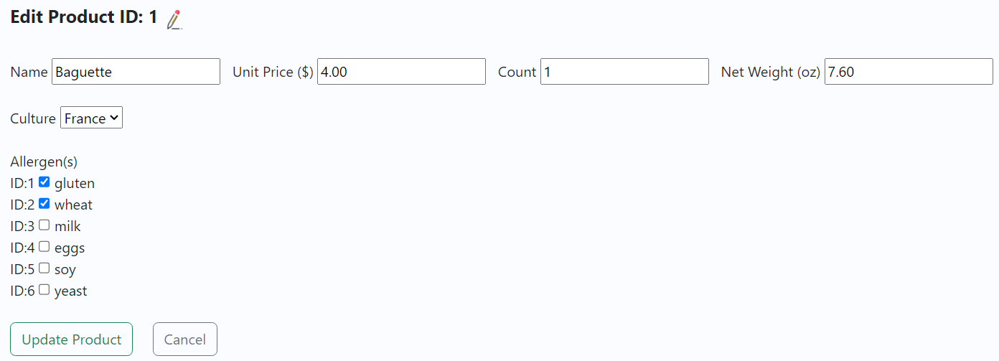 Edit Product ID: 1
Name Baguette Unit Price ($) 4.00 Count 1 Net Weight (oz) 7.60
Culture France
Allergen(s)
ID:1 gluten
ID:2 wheat
ID:3 milk
ID:4 eggs
ID:5 soy
ID:6 yeast
Update Product Cancel